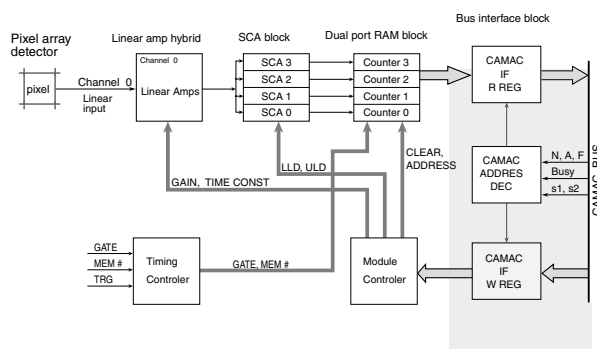 Bus interface block
Pixel array
detector
Linear amp hybrid
SCA block
Dual port RAM block
pixel
Channel 0
Linear
input
Channel 0
Linear Amps
SCA 3
SCA 2
SCA 1
SCA 0
Counter 3
Counter 2
Counter 1
Counter 0
CAMAC
IF
R REG
CLEAR,
ADDRESS
LLD, ULD
GAIN, TIME CONST
CAMAC
ADDRES
DEC
N, A, F
Busy
s1, s2
CAMAC BUS
GATE
MEM #
TRG
Timing
Controler
GATE, MEM #
Module
Controler
CAMAC
IF
W REG